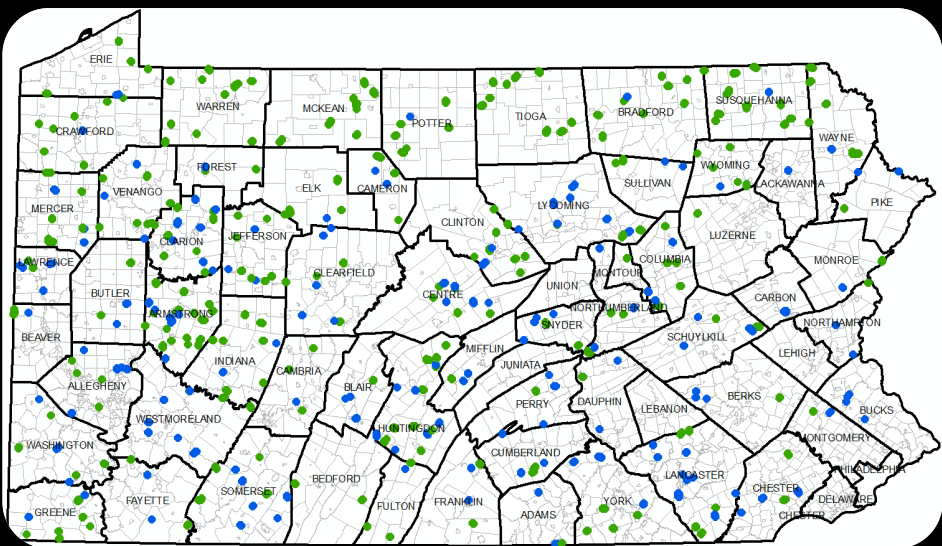 ERIE
WARREN
MCKEAN
POTTER
TIOGA
BRADFORD
SUSQUEHANNA
CRAWFORD
WAYNE
FOREST
WYOMING
VENANGO
ELK
CAMERON
SULLIVAN
LACKAWANNA
MERCER
LYCOMING
PIKE
CLINTON
CLARION
JEFFERSON
LUZERNE
LAWRENCE
CLEARFIELD
MONTOUR
COLUMBIA
MONROE
BUTLER
CENTRE
UNION
CARBON
ARMSTRONG
NORTHUMBERLAND
SNYDER
NORTHAMPTON
BEAVER
SCHUYLKILL
INDIANA
MIFFLIN
LEHIGH
CAMBRIA
JUNIATA
ALLEGHENY
BLAIR
BERKS
PERRY
DAUPHIN
LEBANON
BUCKS
WESTMORELAND
HUNTINGDON
MONTGOMERY
WASHINGTON
CUMBERLAND
PHILADELPHIA
BEDFORD
LANCASTER
SOMERSET
CHESTER
FAYETTE
FULTON
FRANKLIN
YORK
DELAWARE
GREENE
ADAMS
CHESTER